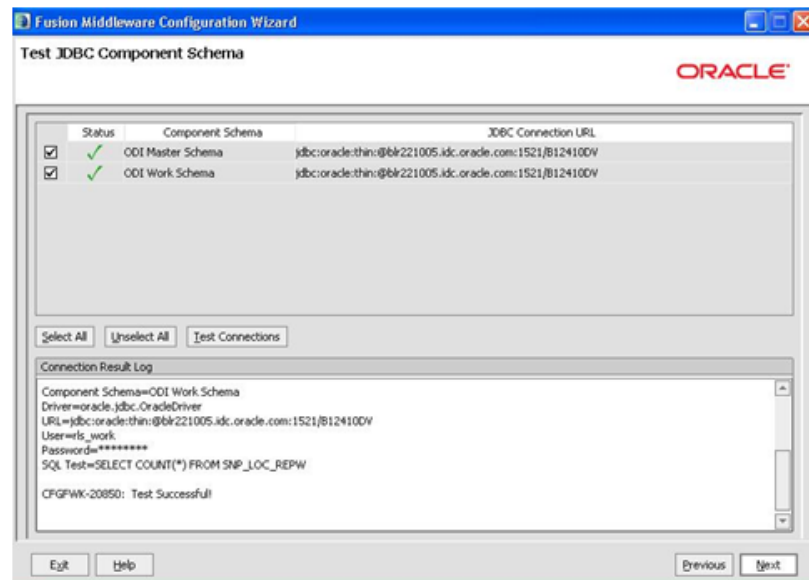 Fusion Middleware Configuration Wizard
Test JDBC Component Schema
ORACLE
Status Component Schema JDBC Connection URL
ODI Master Schema jdbc:oracle:thin:@blr221005.idc.oracle.com:1521/B12410DV
ODI Work Schema jdbc:oracle:thin:@blr221005.idc.oracle.com:1521/B12410DV
Select All Unselect All Test Connections
Connection Result Log
Component Schema=ODI Work Schema
Driver=oracle.jdbc.OracleDriver
URL=jdbc:oracle:thin:@blr221005.idc.oracle.com:1521/B12410DV
User=rls_work
Password=********
SQL Test=SELECT COUNT(*) FROM SNP_LOC_REPW
CFGFWK-20850: Test Successful!
Exit Help Previous Next